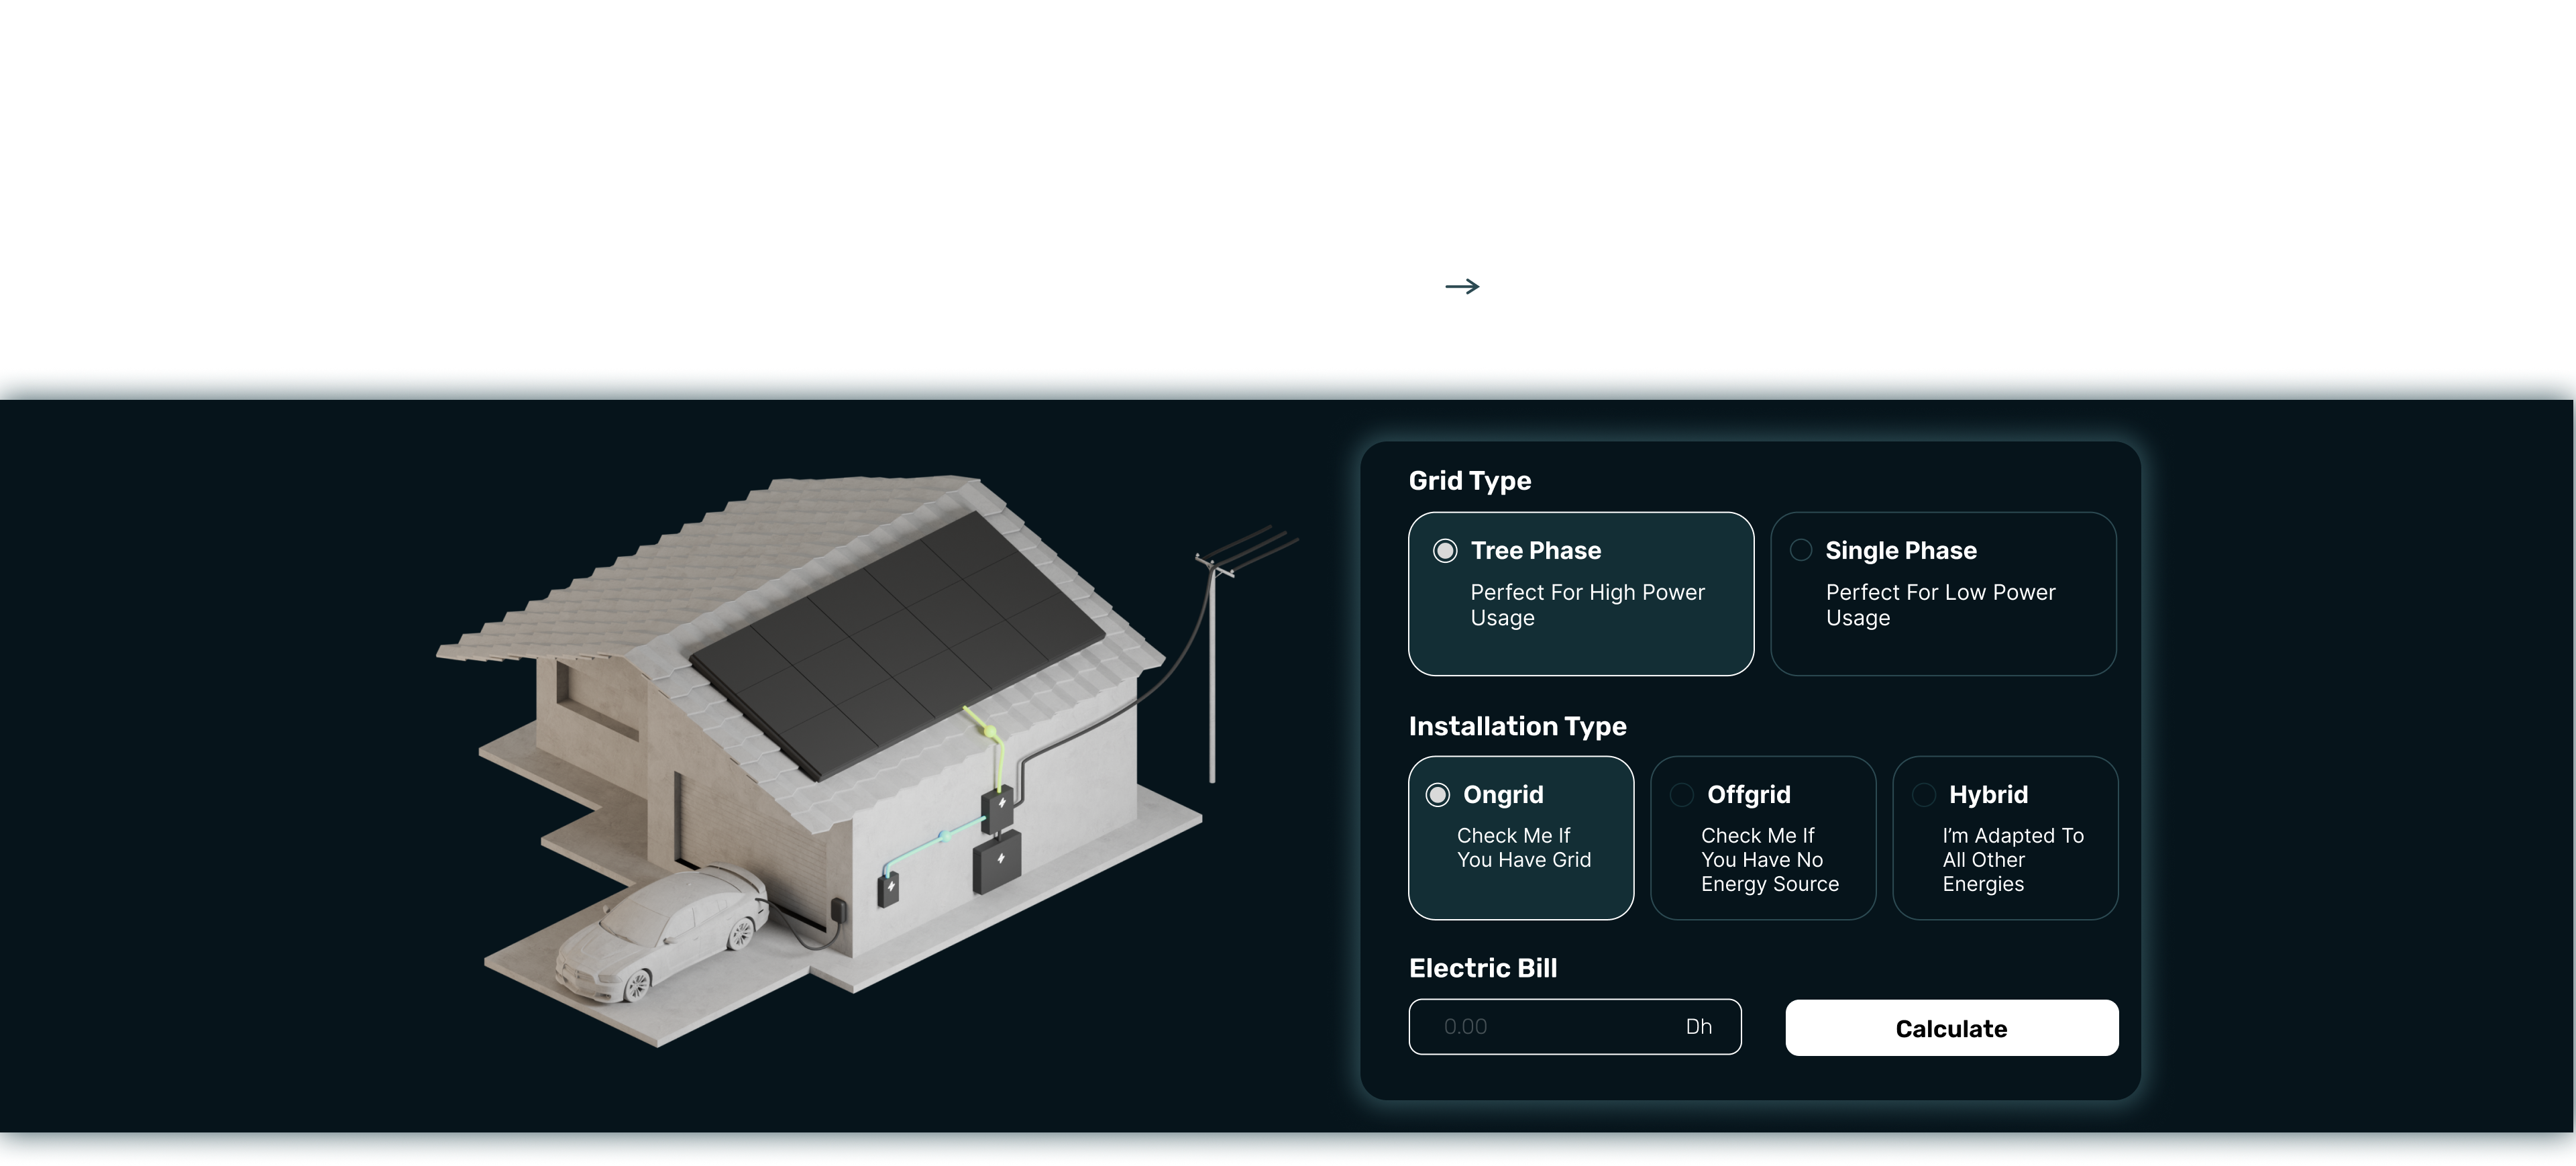 Grid Type
Tree Phase
Perfect For High Power
Usage
Single Phase
Perfect For Low Power
Usage
Installation Type
Ongrid
Check Me If
You Have Grid
Offgrid
Check Me If
You Have No
Energy Source
Hybrid
I’m Adapted To
All Other
Energies
Electric Bill
0.00 Dh
Calculate